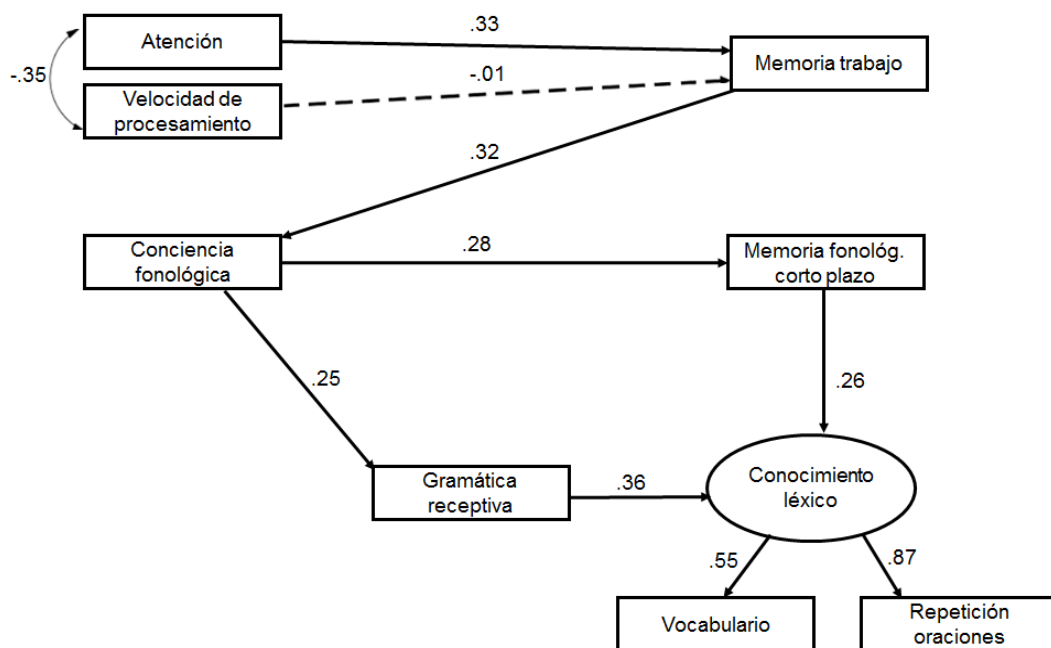 Atención
.33
-.35
Memoria trabajo
-.01
Velocidad de
procesamiento
.32
Conciencia
fonológica
.28
Memoria fonológ.
corto plazo
.25
.26
Gramática
receptiva
.36
Conocimiento
léxico
.55
.87
Vocabulario
Repetición
oraciones